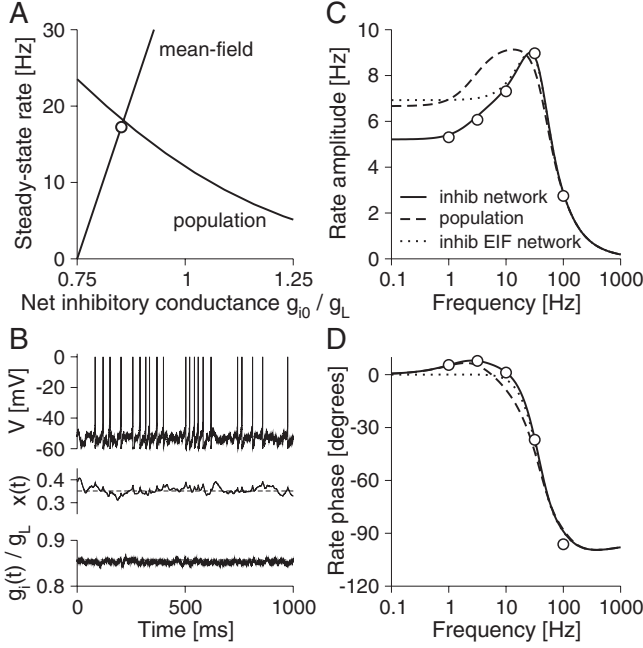 A
Steady-state rate [Hz]
30
20
10
0
mean-field
population
0.75
1
1.25
Net inhibitory conductance g_i0 / g_L
B
V [mV]
0
-20
-40
-60
x(t)
0.4
0.3
g_i(t) / g_L
0.9
0.8
0
500
1000
Time [ms]
C
Rate amplitude [Hz]
10
8
6
4
2
0
inhib network
population
inhib EIF network
0.1
1
10
100
1000
Frequency [Hz]
D
Rate phase [degrees]
0
-30
-60
-90
-120
0.1
1
10
100
1000
Frequency [Hz]